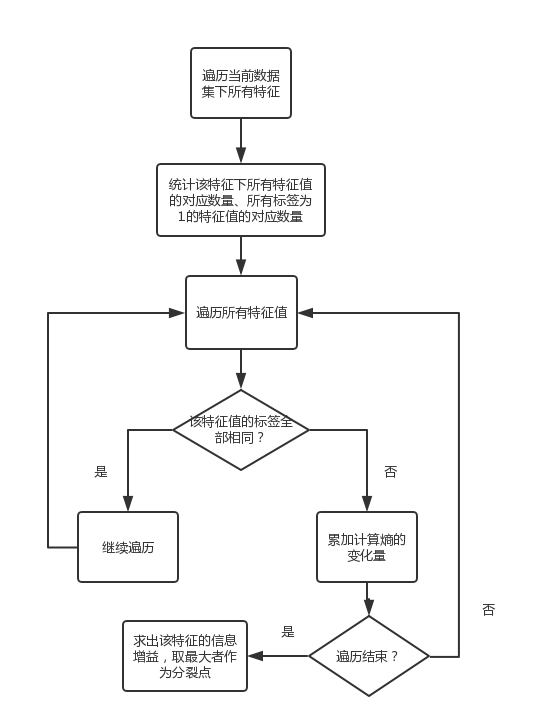 遍历当前数据
集下所有特征
统计该特征下所有特征值
的对应数量、所有标签为
1的特征值的对应数量
遍历所有特征值
该特征值的标签全
部相同？
是
否
继续遍历
累加计算熵的
变化量
否
是
求出该特征的信息
增益，取最大者作
为分裂点
遍历结束？